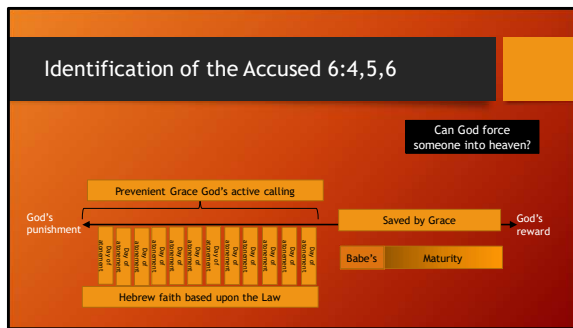 Identification of the Accused 6:4,5,6
Can God force
someone into heaven?
Prevenient Grace God's active calling
God's
punishment
Saved by Grace
God's
reward
Day of
atonement
Day of
atonement
Day of
atonement
Day of
atonement
Day of
atonement
Day of
atonement
Day of
atonement
Day of
atonement
Day of
atonement
Day of
atonement
Day of
atonement
Day of
atonement
Babe's
Maturity
Hebrew faith based upon the Law